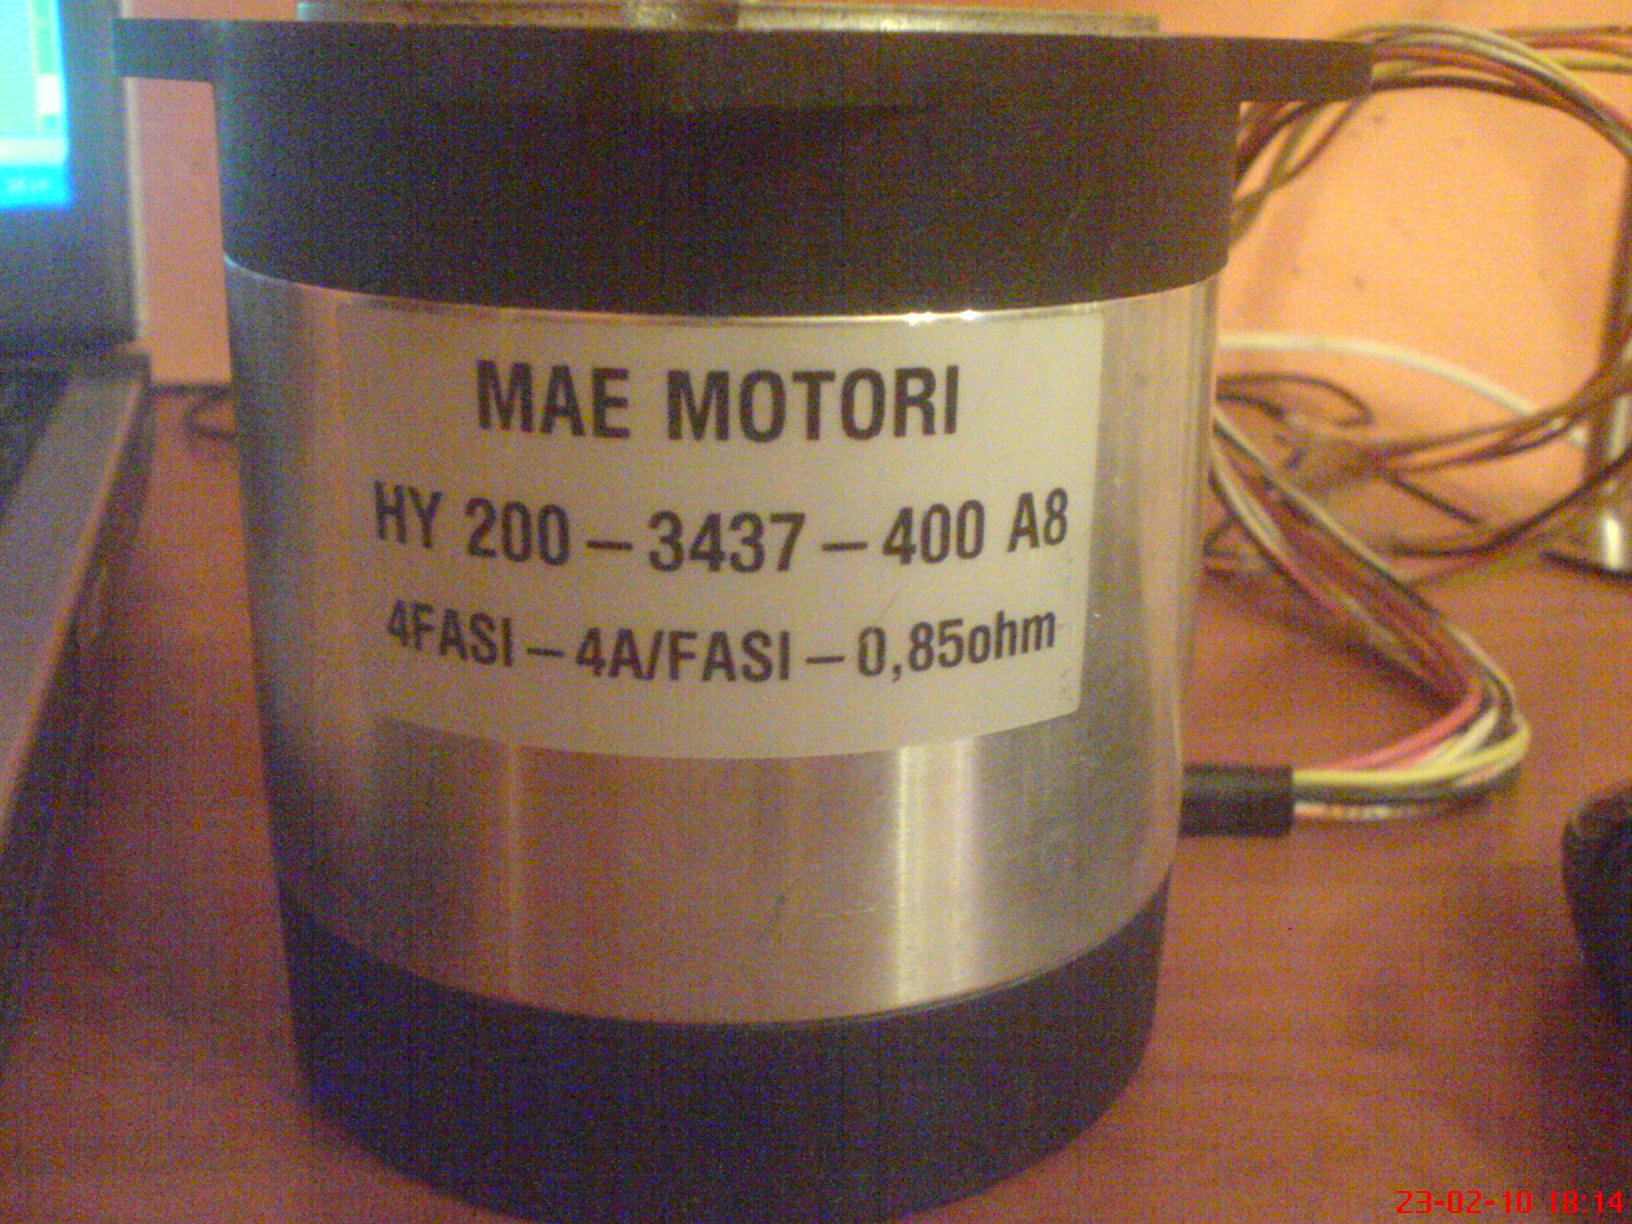 MAE MOTORI
HY 200-3437-400 A8
4FASI-4A/FASI-0,85ohm
23-02-10 18:14